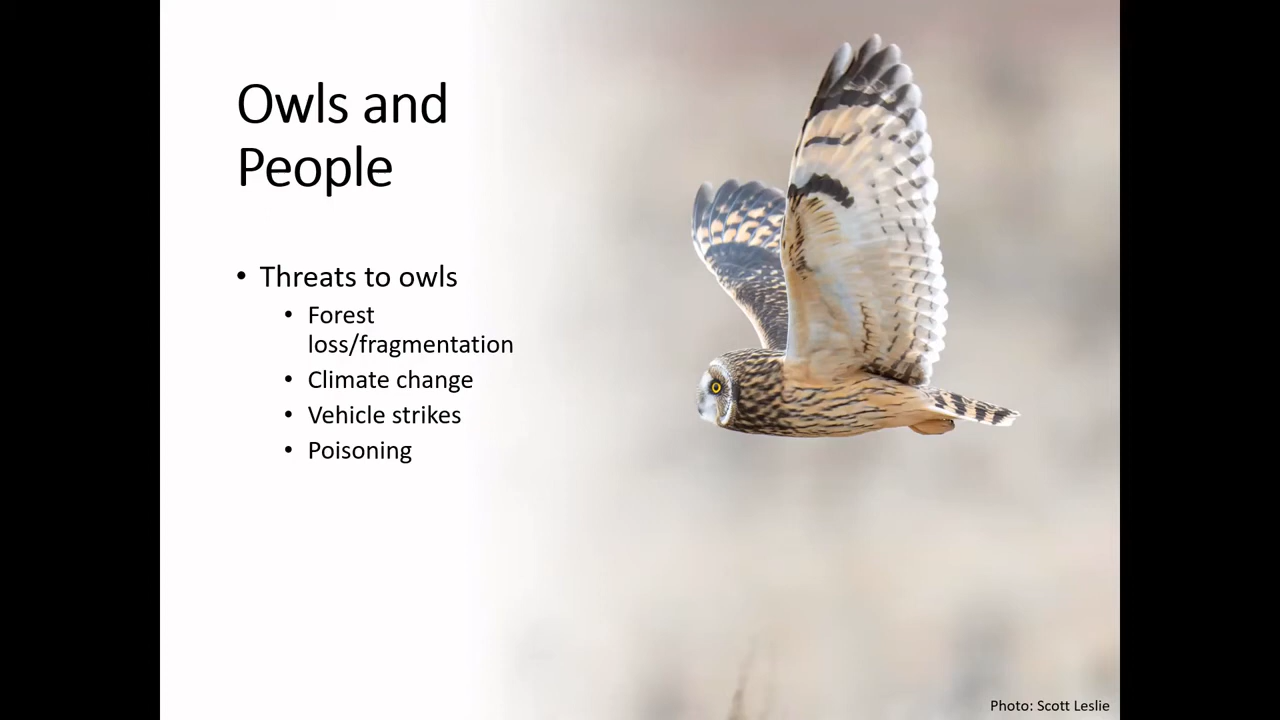 Owls and
People
• Threats to owls
• Forest
loss/fragmentation
• Climate change
• Vehicle strikes
• Poisoning
Photo: Scott Leslie